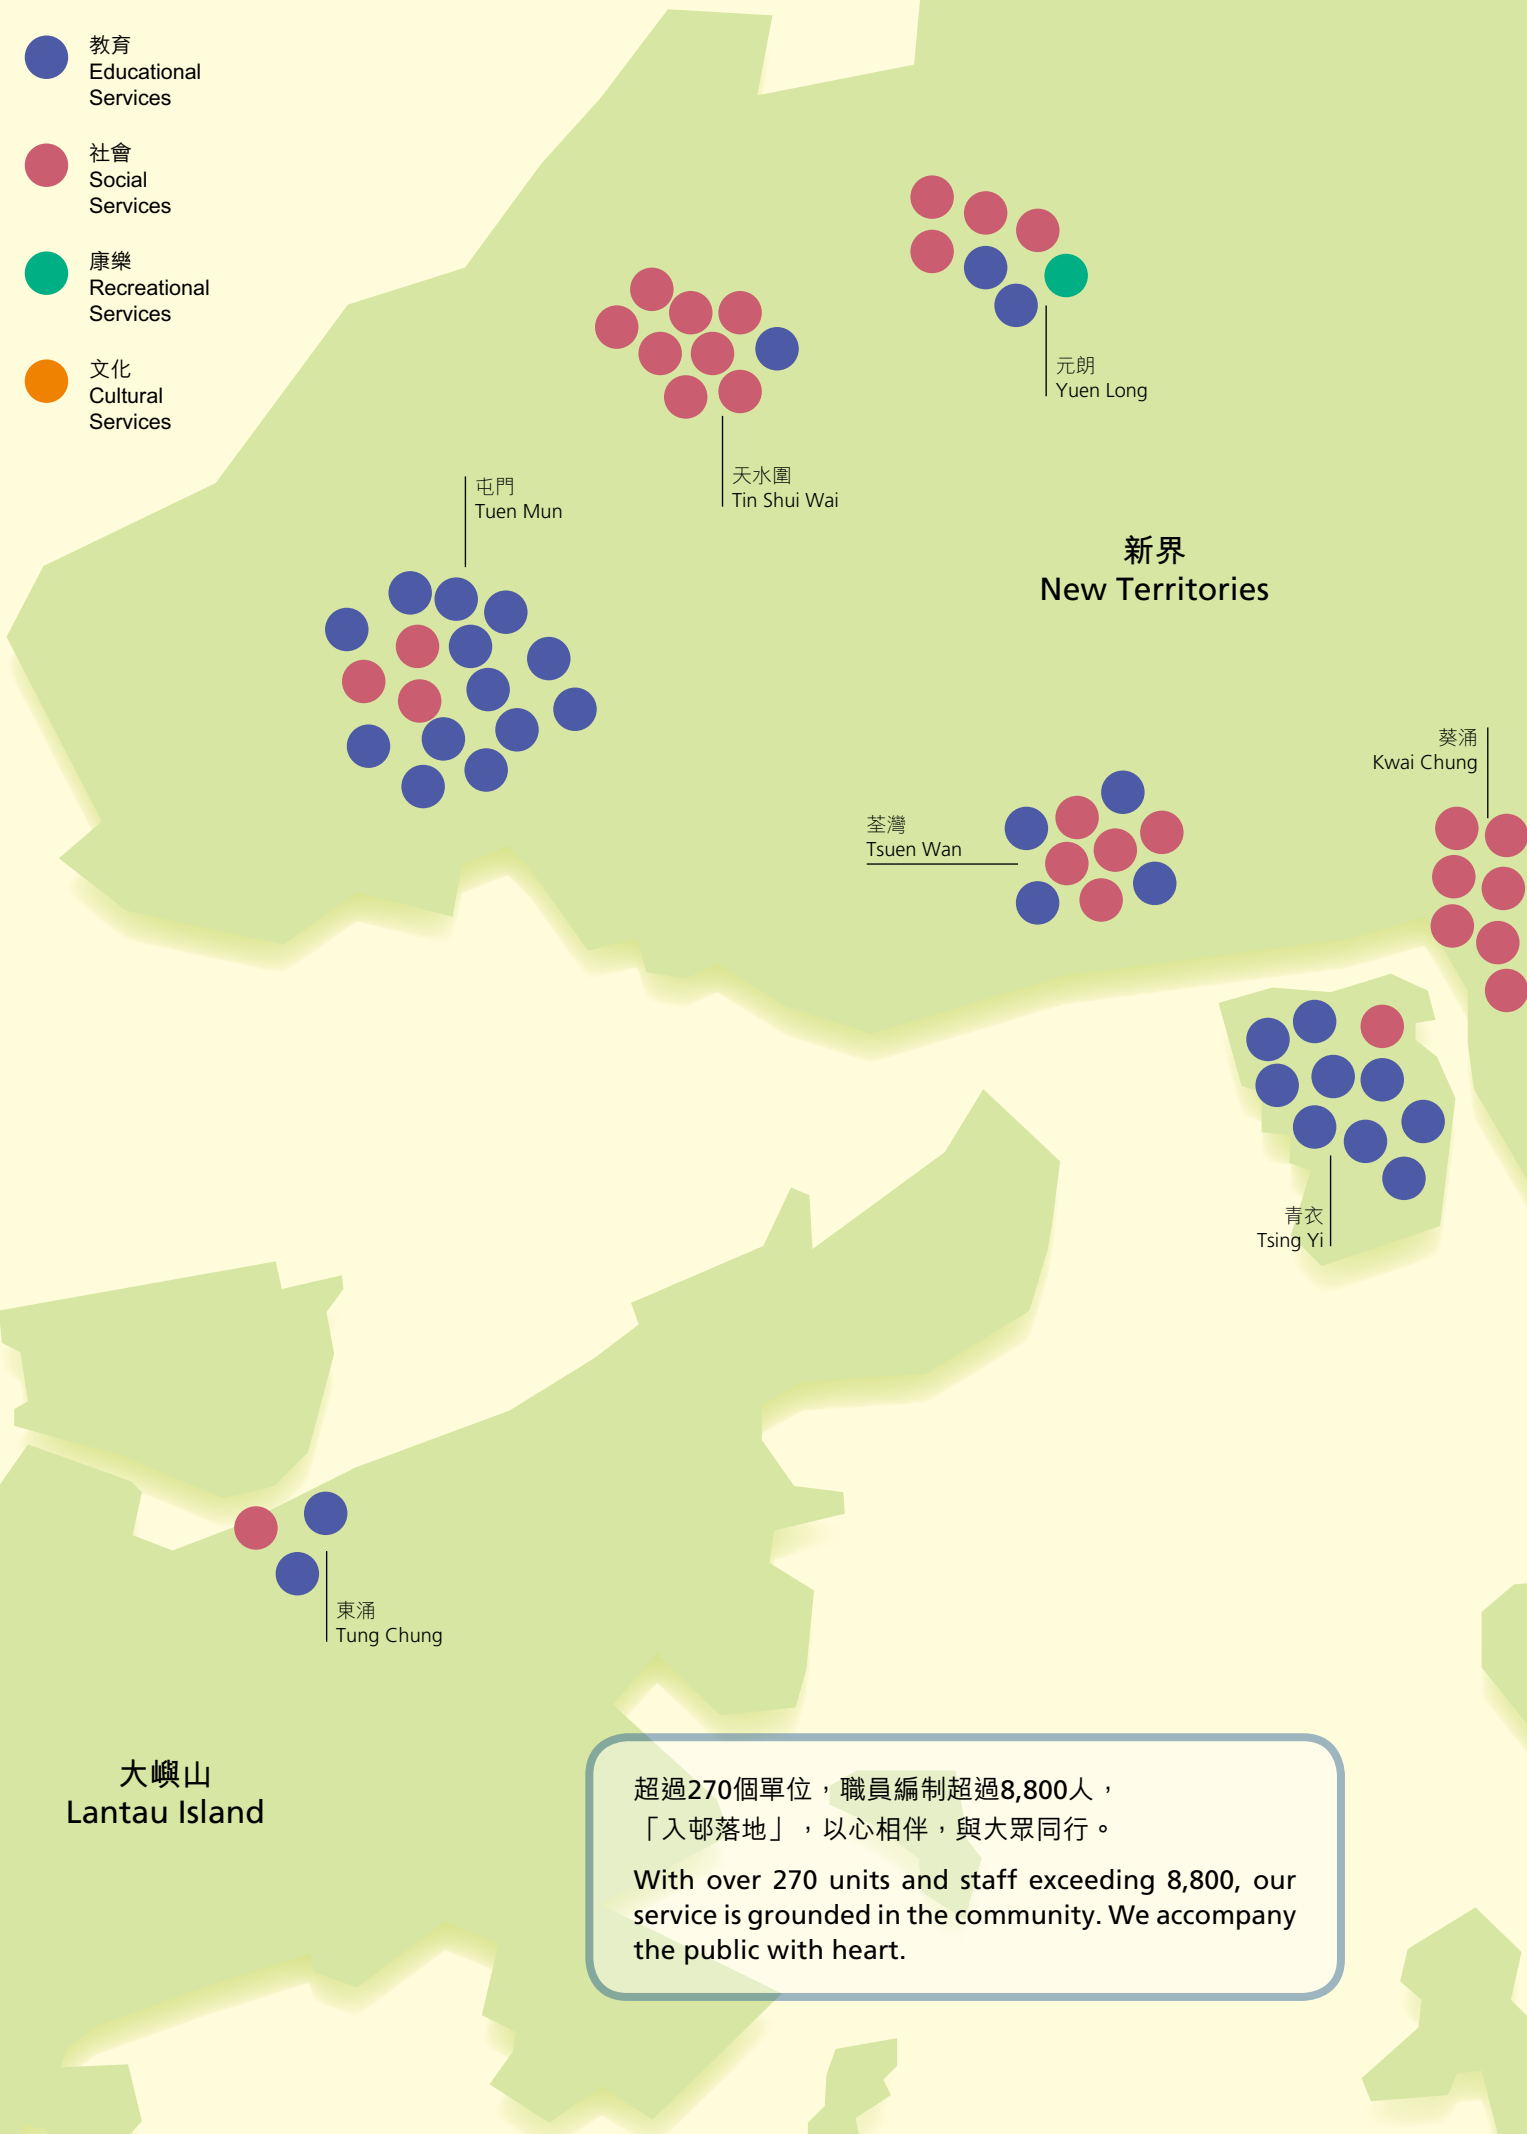 教育
Educational
Services
社會
Social
Services
康樂
Recreational
Services
文化
Cultural
Services
元朗
Yuen Long
天水圍
Tin Shui Wai
屯門
Tuen Mun
新界
New Territories
葵涌
Kwai Chung
荃灣
Tsuen Wan
青衣
Tsing Yi
東涌
Tung Chung
大嶼山
Lantau Island
超過270個單位，職員編制超過8,800人，
「入邨落地」，以心相伴，與大眾同行。
With over 270 units and staff exceeding 8,800, our
service is grounded in the community. We accompany
the public with heart.